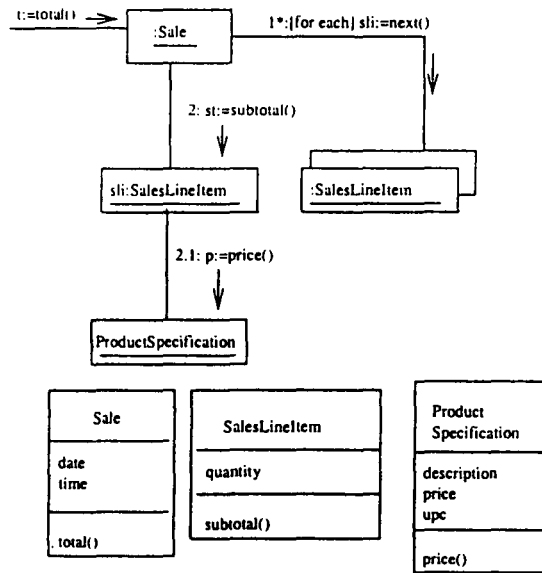 t:=total()
:Sale
1*:[for each] sli:=next()
2: st:=subtotal()
sli:SalesLineItem
:SalesLineItem
2.1: p:=price()
ProductSpecification
Sale
date
time
total()
SalesLineItem
quantity
subtotal()
Product
Specification
description
price
upc
price()